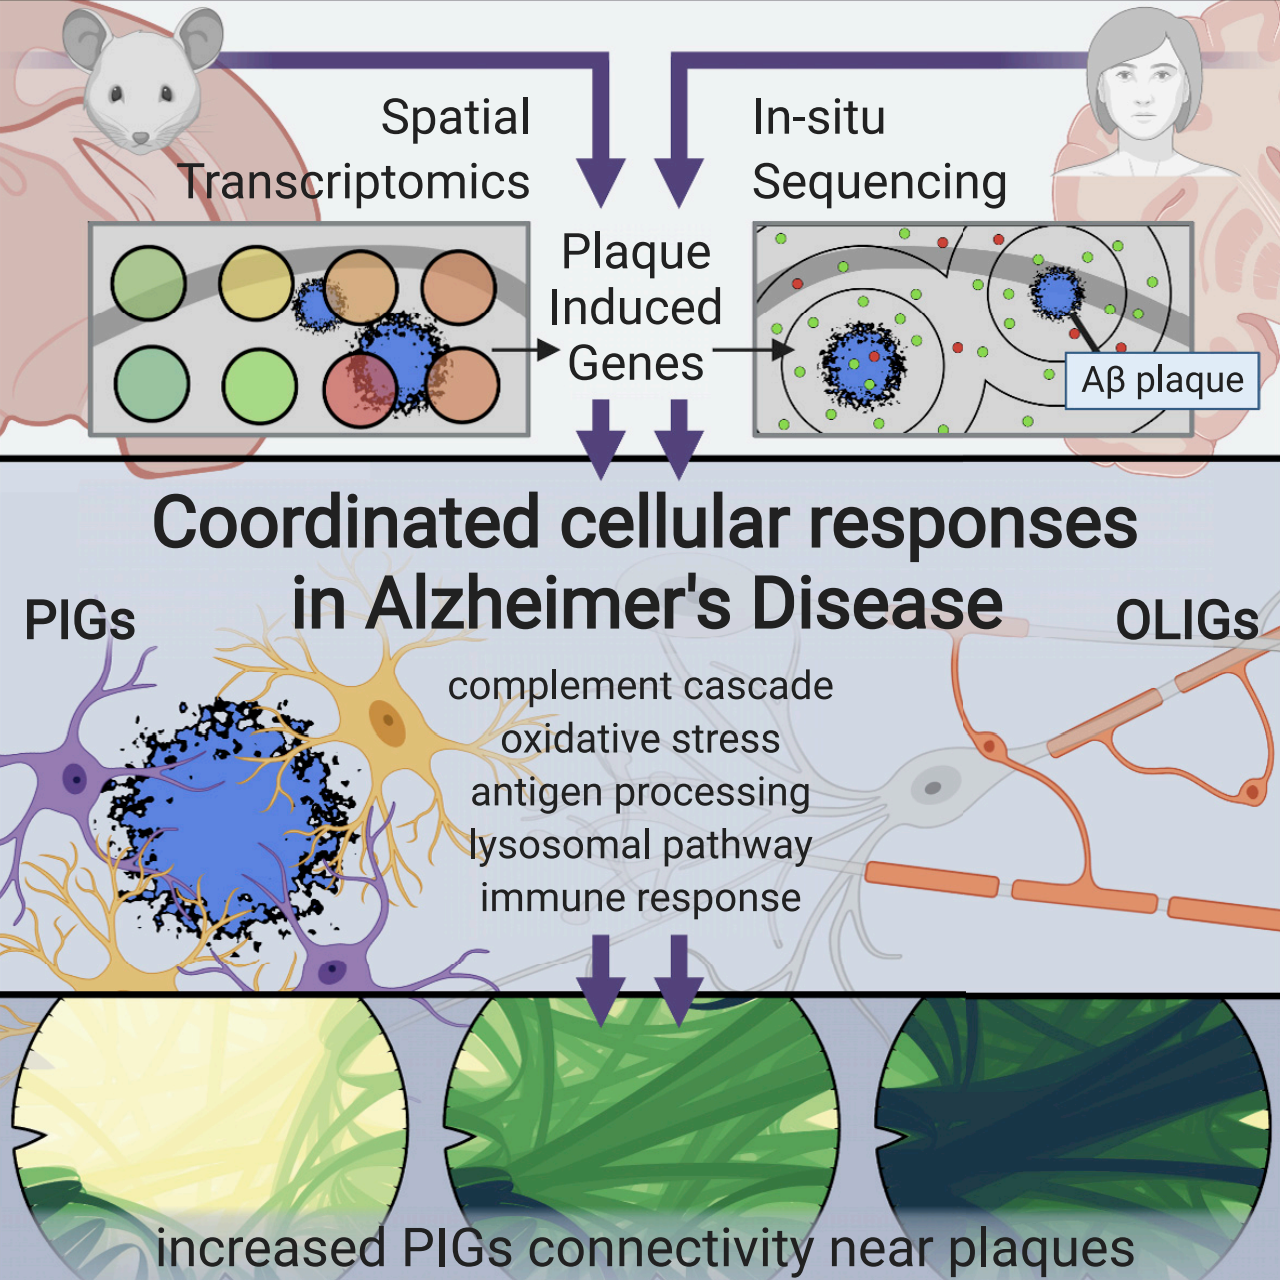 Spatial
Transcriptomics
In-situ
Sequencing
Plaque
Induced
Genes
Aβ plaque
Coordinated cellular responses
in Alzheimer's Disease
PIGs
OLIGs
complement cascade
oxidative stress
antigen processing
lysosomal pathway
immune response
increased PIGs connectivity near plaques